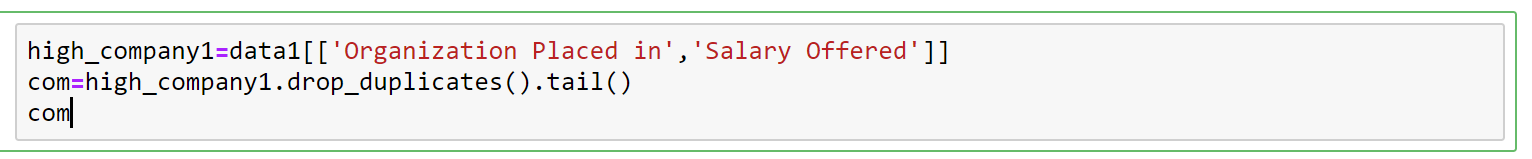 high_company1=data1[['Organization Placed in','Salary Offered']]
com=high_company1.drop_duplicates().tail()
com